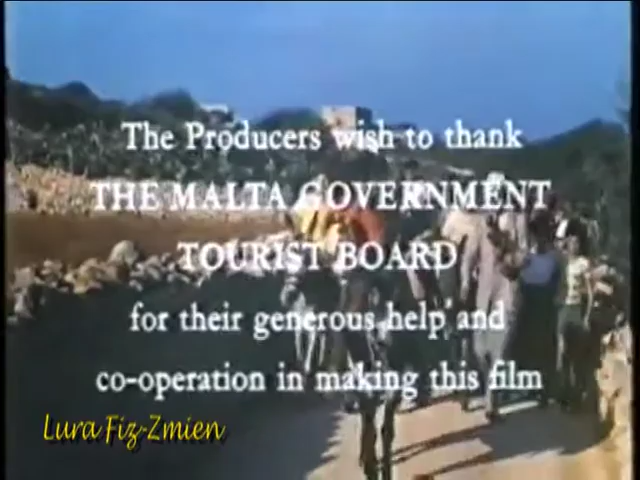 The Producers wish to thank
THE MALTA GOVERNMENT
TOURIST BOARD
for their generous help and
co-operation in making this film
Lura Fiz-Zmien